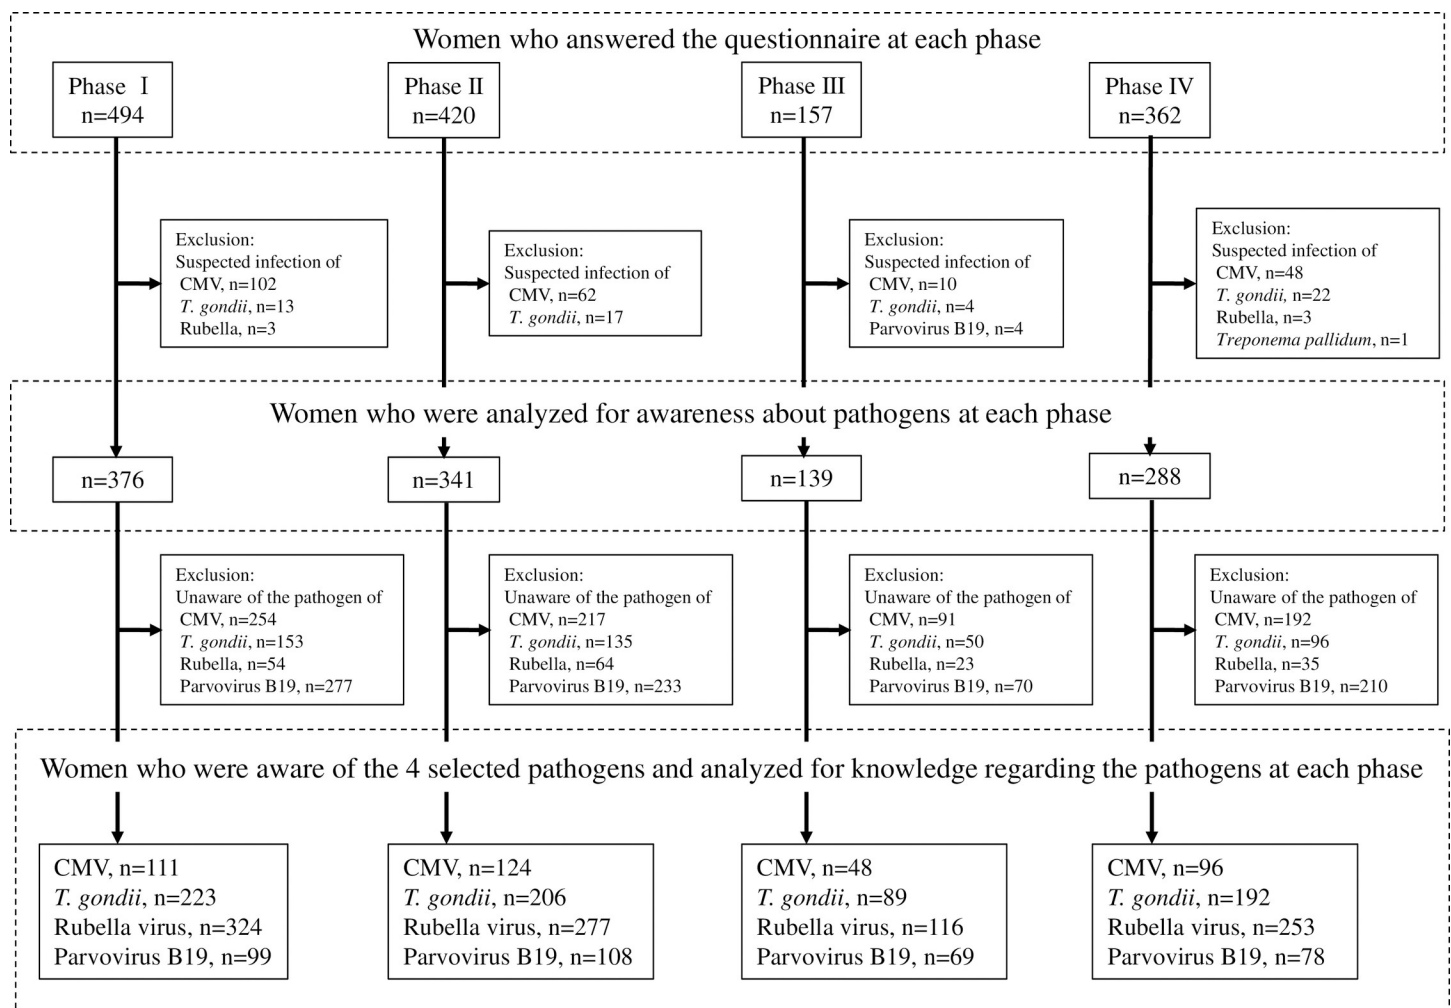 Women who answered the questionnaire at each phase
Phase I
n=494
Phase II
n=420
Phase III
n=157
Phase IV
n=362
Exclusion:
Suspected infection of
CMV, n=102
T. gondii, n=13
Rubella, n=3
Exclusion:
Suspected infection of
CMV, n=62
T. gondii, n=17
Exclusion:
Suspected infection of
CMV, n=10
T. gondii, n=4
Parvovirus B19, n=4
Exclusion:
Suspected infection of
CMV, n=48
T. gondii, n=22
Rubella, n=3
Treponema pallidum, n=1
Women who were analyzed for awareness about pathogens at each phase
n=376
n=341
n=139
n=288
Exclusion:
Unaware of the pathogen of
CMV, n=254
T. gondii, n=153
Rubella, n=54
Parvovirus B19, n=277
Exclusion:
Unaware of the pathogen of
CMV, n=217
T. gondii, n=135
Rubella, n=64
Parvovirus B19, n=233
Exclusion:
Unaware of the pathogen of
CMV, n=91
T. gondii, n=50
Rubella, n=23
Parvovirus B19, n=70
Exclusion:
Unaware of the pathogen of
CMV, n=192
T. gondii, n=96
Rubella, n=35
Parvovirus B19, n=210
Women who were aware of the 4 selected pathogens and analyzed for knowledge regarding the pathogens at each phase
CMV, n=111
T. gondii, n=223
Rubella virus, n=324
Parvovirus B19, n=99
CMV, n=124
T. gondii, n=206
Rubella virus, n=277
Parvovirus B19, n=108
CMV, n=48
T. gondii, n=89
Rubella virus, n=116
Parvovirus B19, n=69
CMV, n=96
T. gondii, n=192
Rubella virus, n=253
Parvovirus B19, n=78